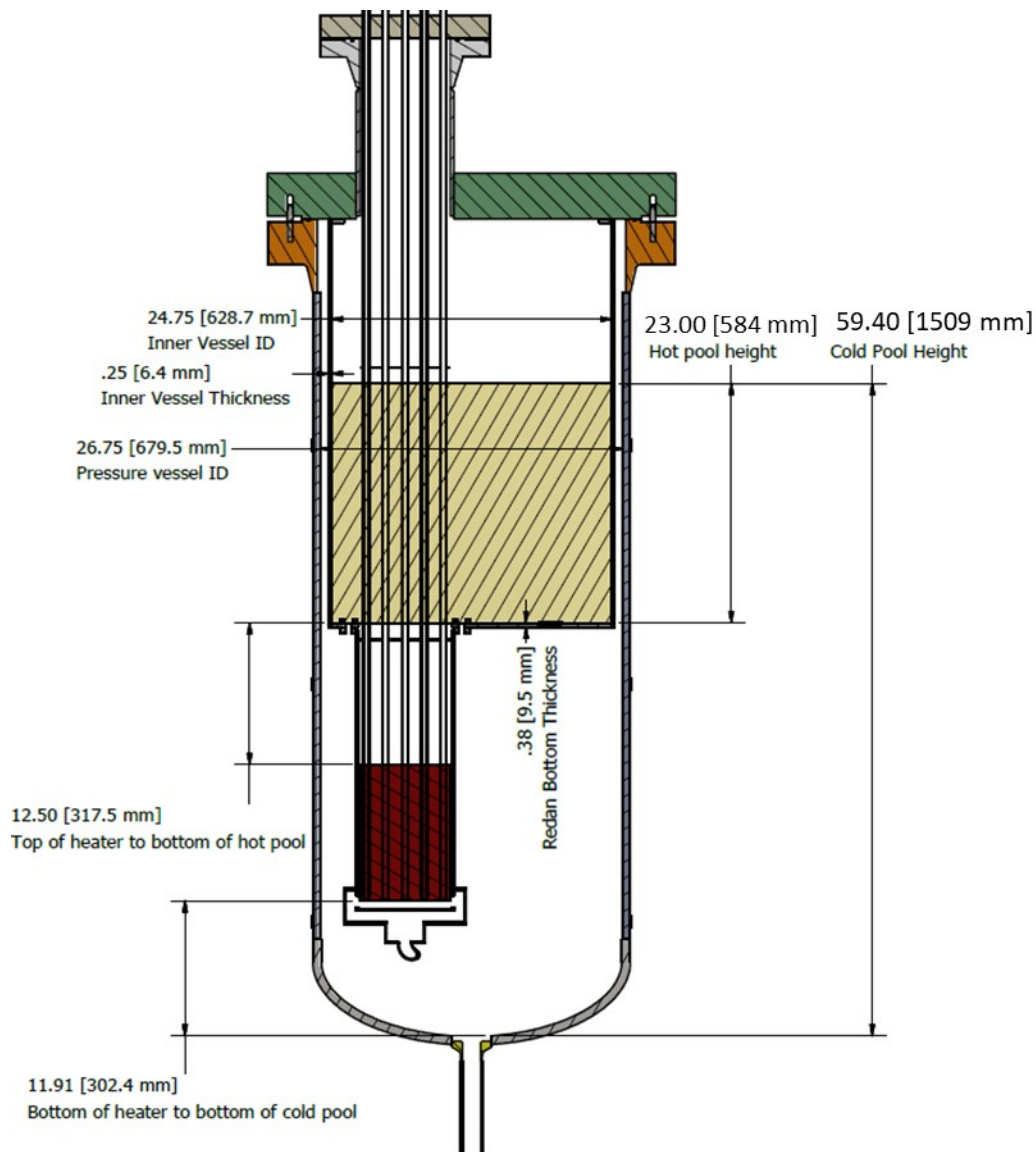 24.75 [628.7 mm]
Inner Vessel ID
23.00 [584 mm]
Hot pool height
59.40 [1509 mm]
Cold Pool Height
.25 [6.4 mm]
Inner Vessel Thickness
26.75 [679.5 mm]
Pressure vessel ID
.38 [9.5 mm]
Redan Bottom Thickness
12.50 [317.5 mm]
Top of heater to bottom of hot pool
11.91 [302.4 mm]
Bottom of heater to bottom of cold pool